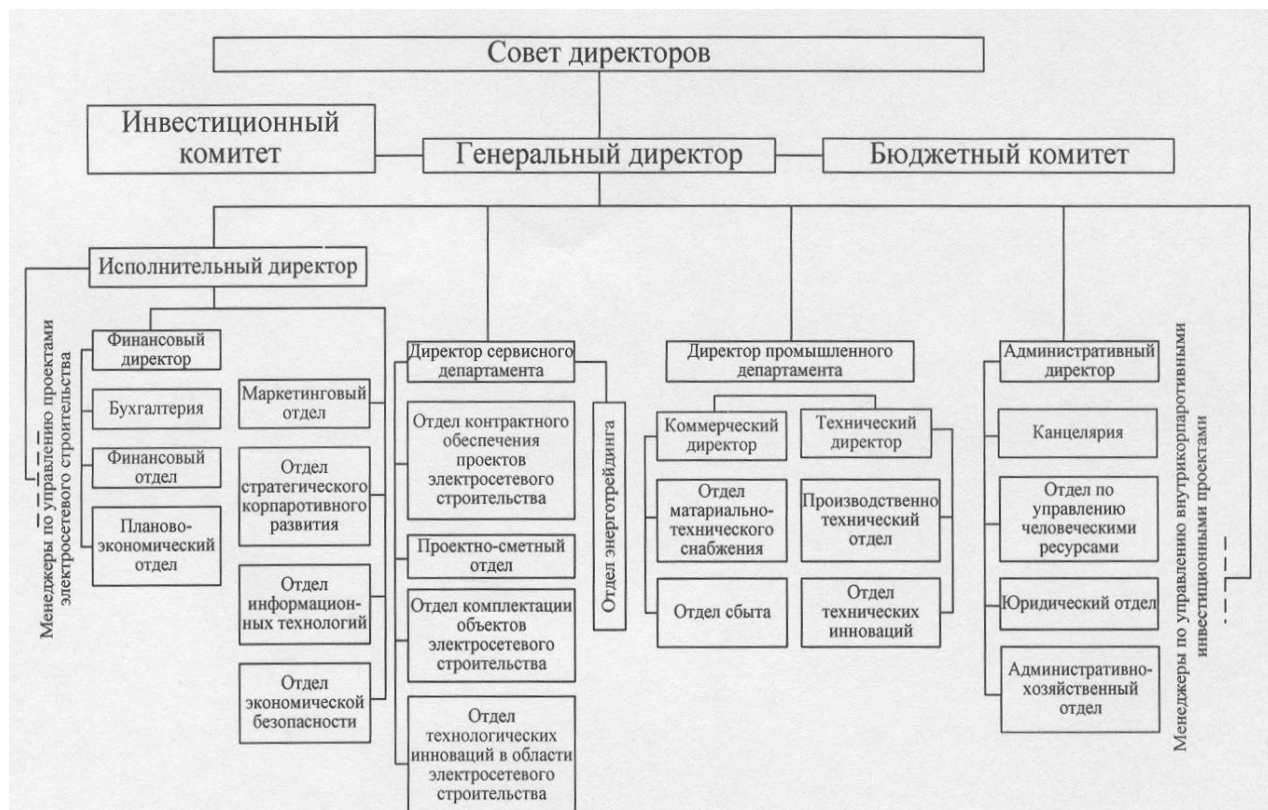 Совет директоров
Инвестиционный
комитет
Генеральный директор
Бюджетный комитет
Исполнительный директор
Менеджеры по управлению проектами
электросетевого строительства
Финансовый
директор
Бухгалтерия
Финансовый
отдел
Планово-
экономический
отдел
Маркетинговый
отдел
Отдел
стратегического
корпаротивного
развития
Отдел
информацион-
ных технологий
Отдел
экономической
безопасности
Директор сервисного
департамента
Отдел контрактного
обеспечения
проектов
электросетевого
строительства
Проектно-сметный
отдел
Отдел комплектации
объектов
электросетевого
строительства
Отдел
технологических
инноваций в области
электросетевого
строительства
Отдел энерготрейдинга
Директор промышленного
департамента
Коммерческий
директор
Отдел
матариально-
технического
снабжения
Отдел сбыта
Технический
директор
Производственно
технический
отдел
Отдел
технических
инноваций
Административный
директор
Канцелярия
Отдел по
управлению
человеческими
ресурсами
Юридический отдел
Административно-
хозяйственный
отдел
Менеджеры по управлению внутрикорпаротивными
инвестиционными проектами